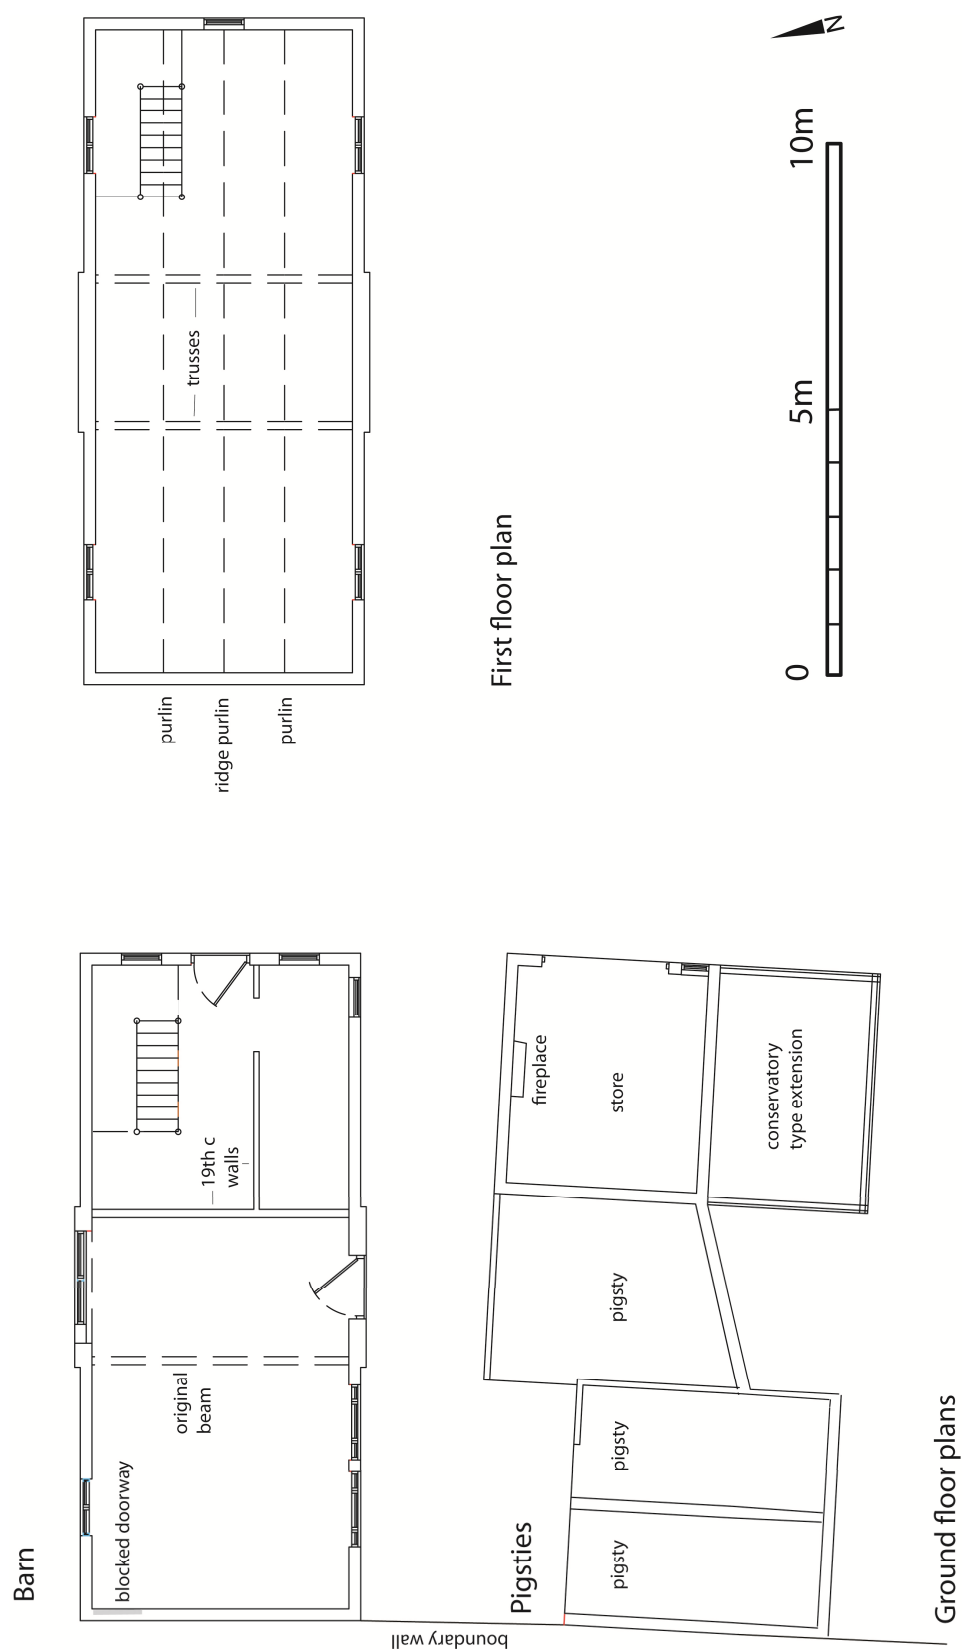 Barn
blocked doorway
original
beam
19th c
walls
boundary wall
Pigsties
pigsty
pigsty
pigsty
fireplace
store
conservatory
type extension
Ground floor plans
purlin
ridge purlin
purlin
trusses
First floor plan
0
5m
10m
N